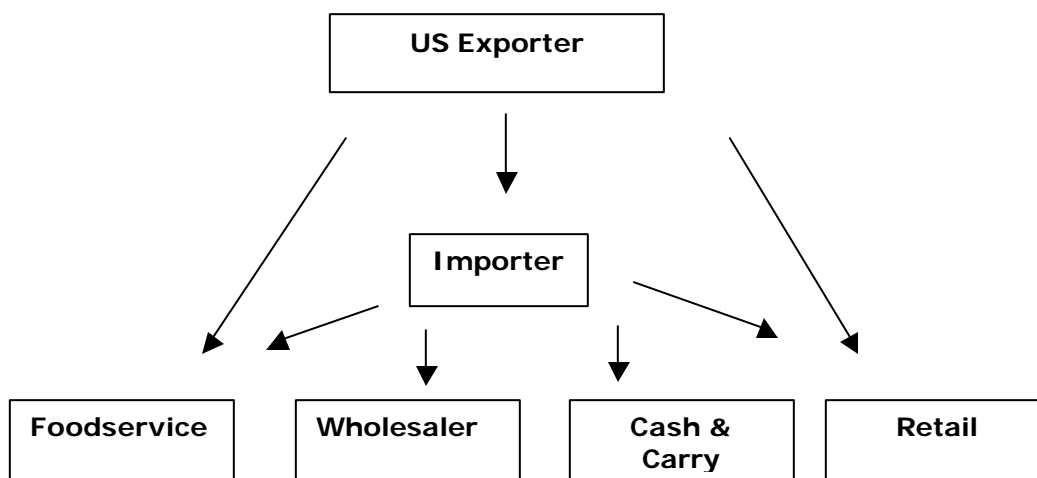 US Exporter
Importer
Foodservice
Wholesaler
Cash &
Carry
Retail